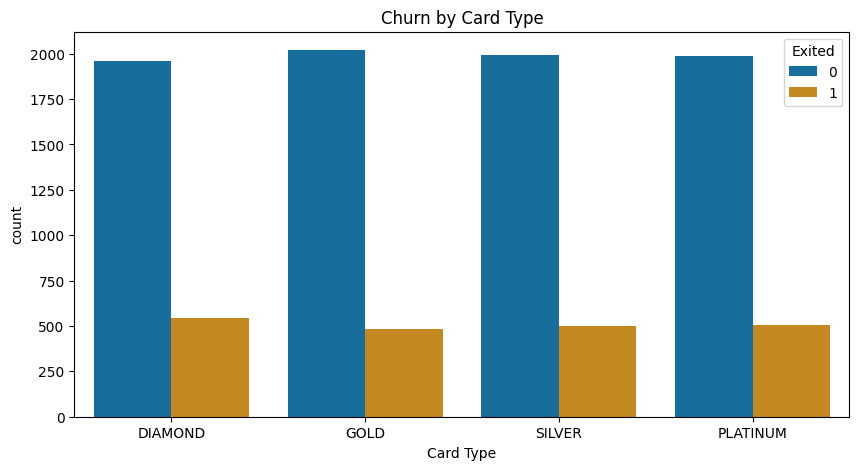 Churn by Card Type
Exited
0
1
2000
1750
1500
1250
1000
750
500
250
0
count
DIAMOND GOLD SILVER PLATINUM
Card Type